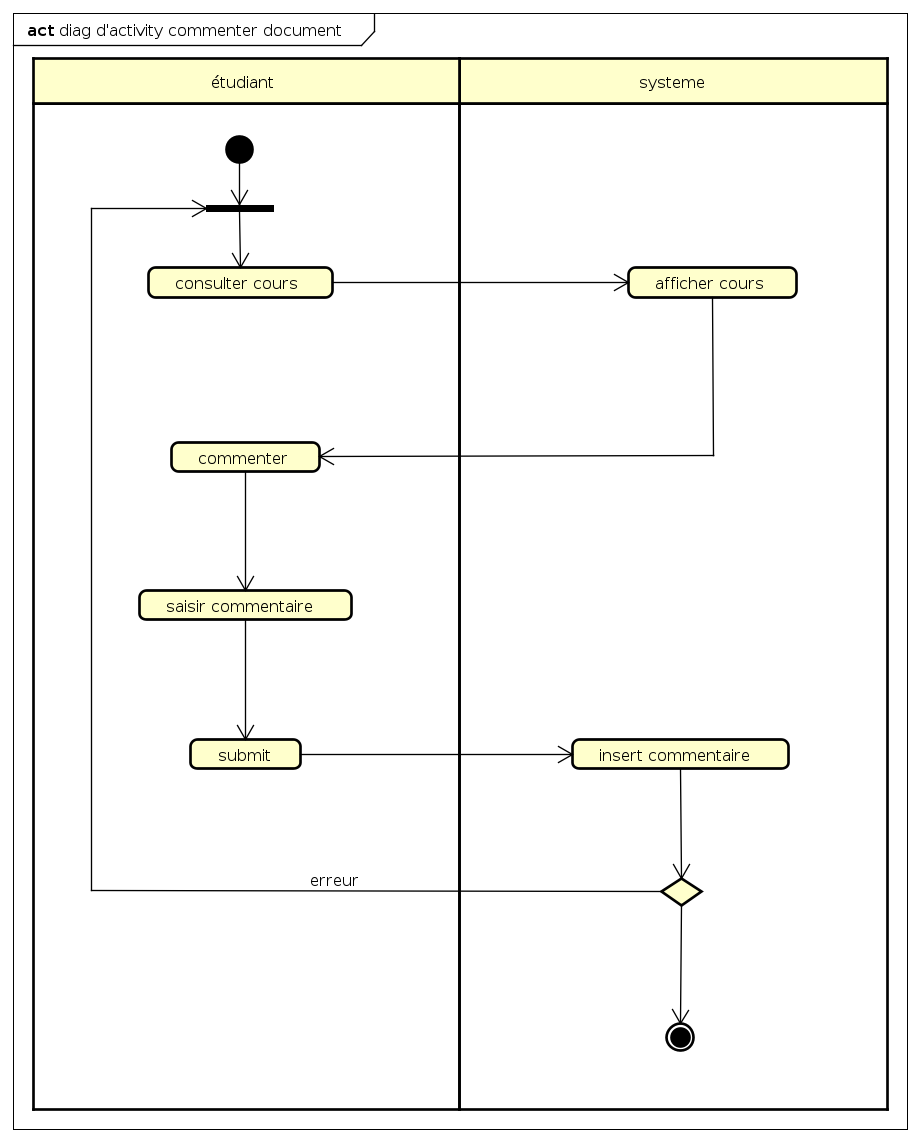 act diag d'activity commenter document
étudiant
systeme
consulter cours
afficher cours
commenter
saisir commentaire
submit
insert commentaire
erreur